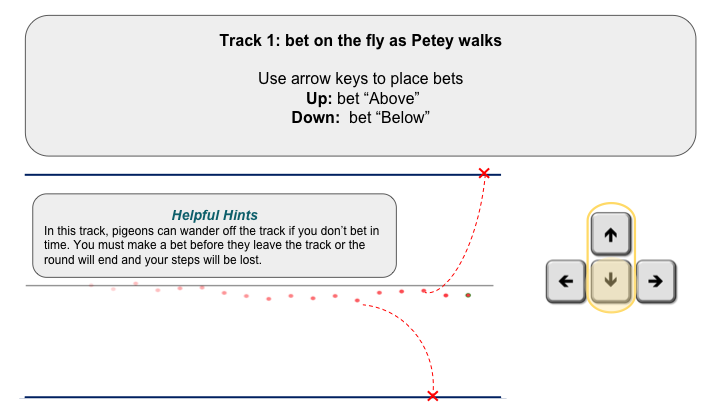 Track 1: bet on the fly as Petey walks
Use arrow keys to place bets
Up: bet “Above”
Down:  bet “Below”
Helpful Hints
In this track, pigeons can wander off the track if you don’t bet in
time. You must make a bet before they leave the track or the
round will end and your steps will be lost.